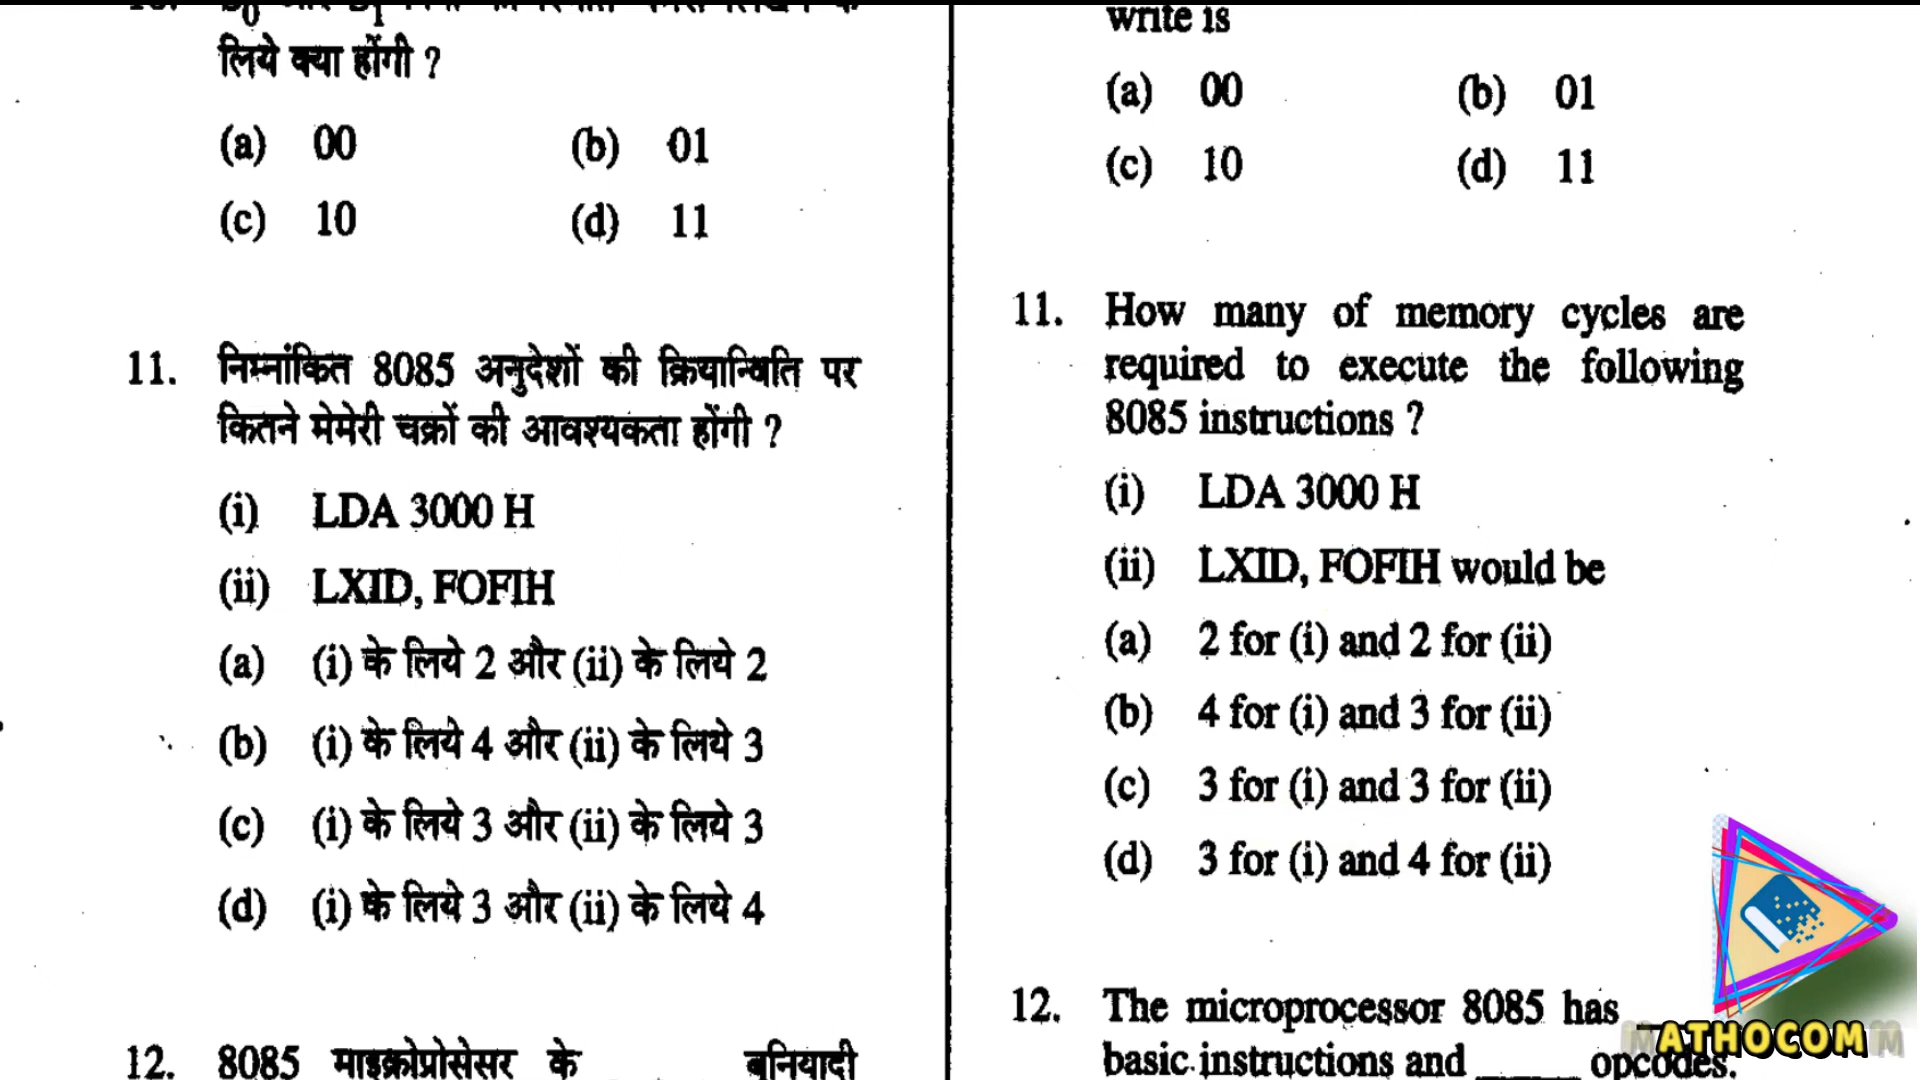 लिये क्या होंगी ?
(a) 00 (b) 01
(c) 10 (d) 11
11. निम्नांकित 8085 अनुदेशों की क्रियान्विति पर
कितने मेमेरी चक्रों की आवश्यकता होंगी ?
(i) LDA 3000 H
(ii) LXID, FOFIH
(a) (i) के लिये 2 और (ii) के लिये 2
(b) (i) के लिये 4 और (ii) के लिये 3
(c) (i) के लिये 3 और (ii) के लिये 3
(d) (i) के लिये 3 और (ii) के लिये 4
12. 8085 माइक्रोप्रोसेसर के बुनियादी
write is
(a) 00 (b) 01
(c) 10 (d) 11
11. How many of memory cycles are
required to execute the following
8085 instructions ?
(i) LDA 3000 H
(ii) LXID, FOFIH would be
(a) 2 for (i) and 2 for (ii)
(b) 4 for (i) and 3 for (ii)
(c) 3 for (i) and 3 for (ii)
(d) 3 for (i) and 4 for (ii)
12. The microprocessor 8085 has ____
basic instructions and ____ opcodes.
MATHOCOM